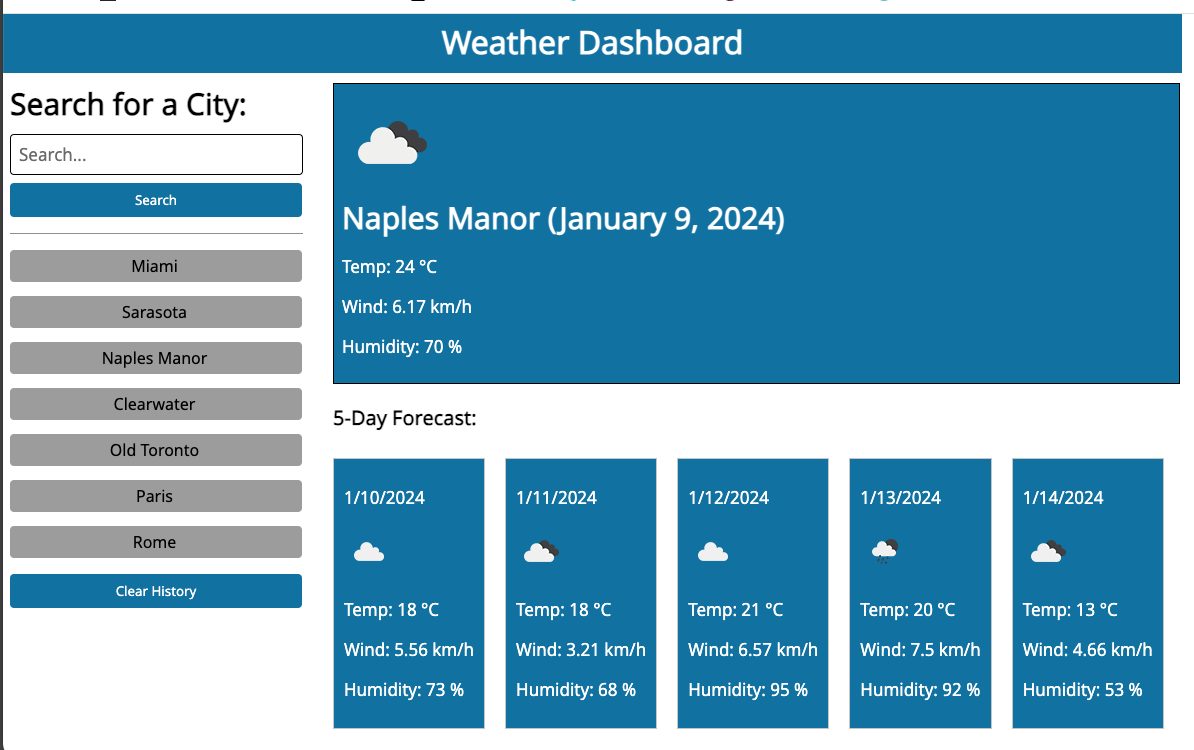 Weather Dashboard
Search for a City:
Search...
Search
Miami
Sarasota
Naples Manor
Clearwater
Old Toronto
Paris
Rome
Clear History
Naples Manor (January 9, 2024)
Temp: 24 °C
Wind: 6.17 km/h
Humidity: 70 %
5-Day Forecast:
1/10/2024
Temp: 18 °C
Wind: 5.56 km/h
Humidity: 73 %
1/11/2024
Temp: 18 °C
Wind: 3.21 km/h
Humidity: 68 %
1/12/2024
Temp: 21 °C
Wind: 6.57 km/h
Humidity: 95 %
1/13/2024
Temp: 20 °C
Wind: 7.5 km/h
Humidity: 92 %
1/14/2024
Temp: 13 °C
Wind: 4.66 km/h
Humidity: 53 %